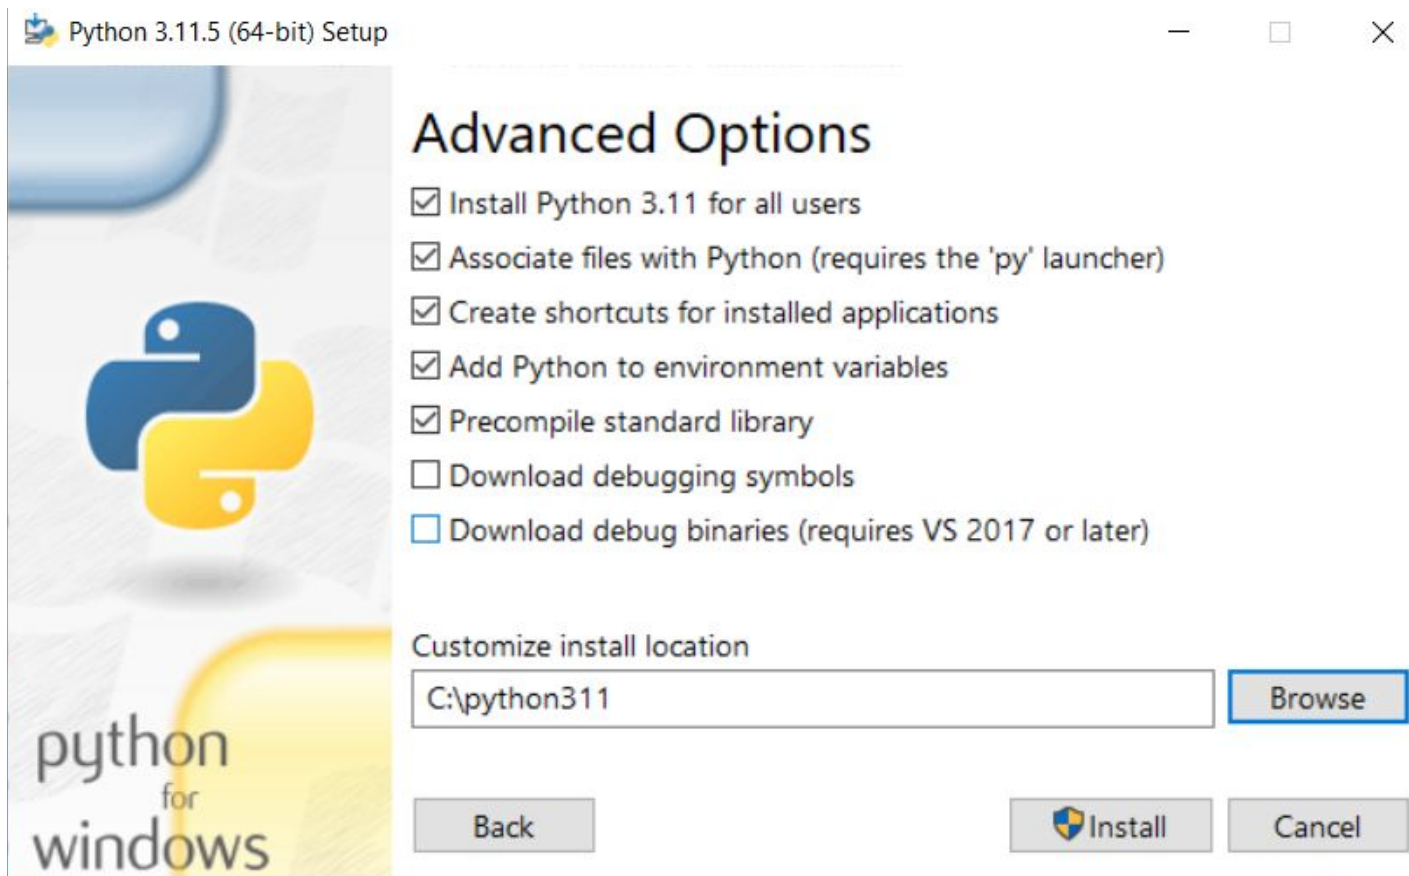 Python 3.11.5 (64-bit) Setup
Advanced Options
Install Python 3.11 for all users
Associate files with Python (requires the 'py' launcher)
Create shortcuts for installed applications
Add Python to environment variables
Precompile standard library
Download debugging symbols
Download debug binaries (requires VS 2017 or later)
Customize install location
C:\python311
Browse
python
for
windows
Back
Install
Cancel